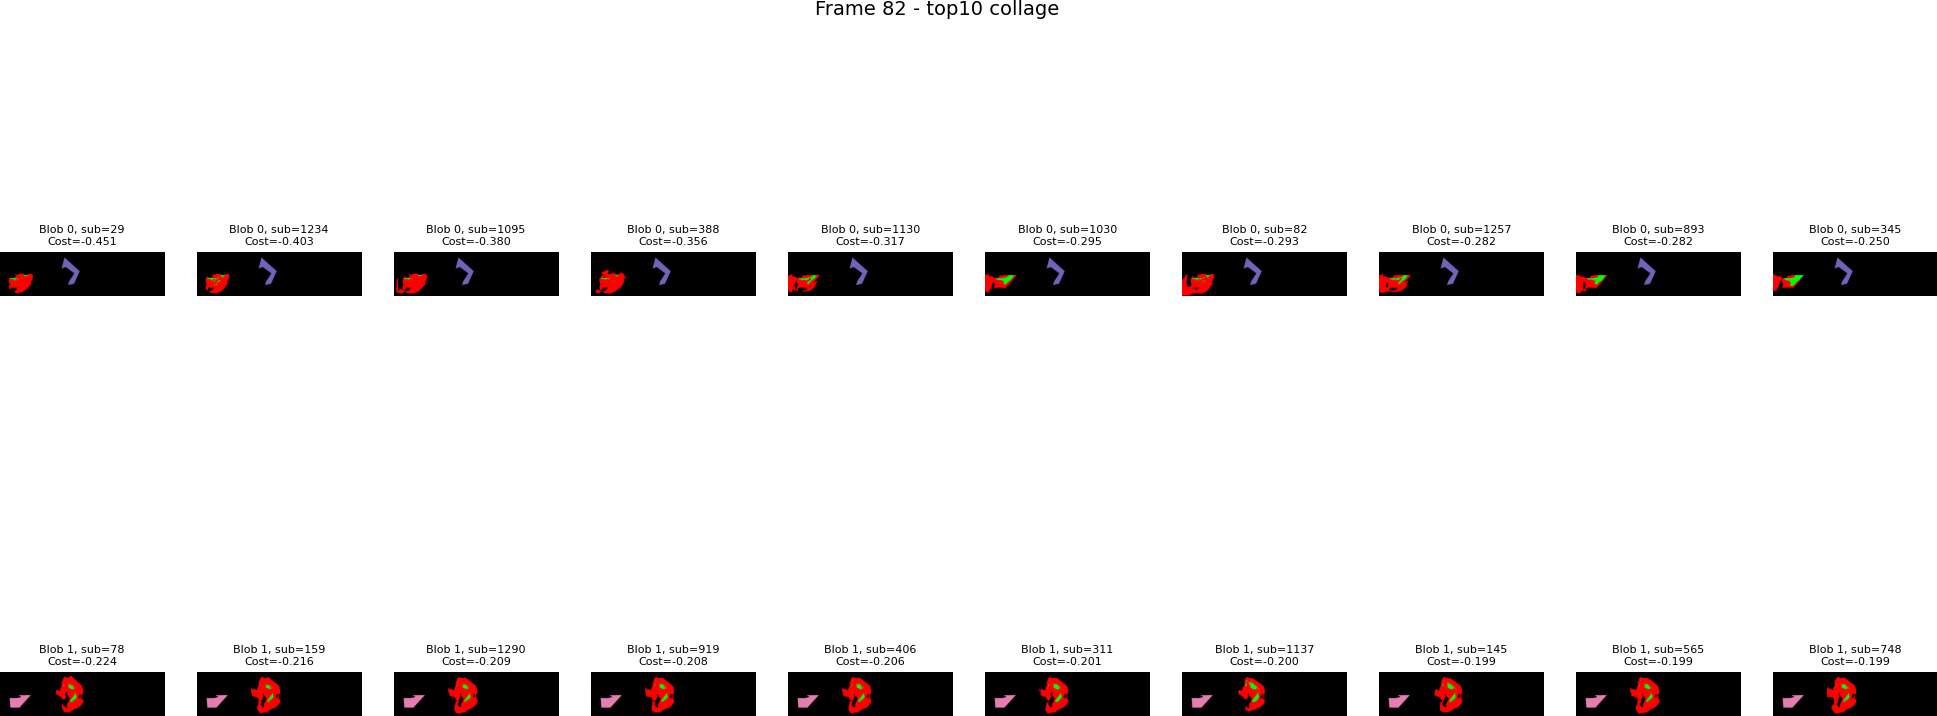 Frame 82 - top10 collage
Blob 0, sub=29
Cost=-0.451
Blob 0, sub=1234
Cost=-0.403
Blob 0, sub=1095
Cost=-0.380
Blob 0, sub=388
Cost=-0.356
Blob 0, sub=1130
Cost=-0.317
Blob 0, sub=1030
Cost=-0.295
Blob 0, sub=82
Cost=-0.293
Blob 0, sub=1257
Cost=-0.282
Blob 0, sub=893
Cost=-0.282
Blob 0, sub=345
Cost=-0.250
Blob 1, sub=78
Cost=-0.224
Blob 1, sub=159
Cost=-0.216
Blob 1, sub=1290
Cost=-0.209
Blob 1, sub=919
Cost=-0.208
Blob 1, sub=406
Cost=-0.206
Blob 1, sub=311
Cost=-0.201
Blob 1, sub=1137
Cost=-0.200
Blob 1, sub=145
Cost=-0.199
Blob 1, sub=565
Cost=-0.199
Blob 1, sub=748
Cost=-0.199